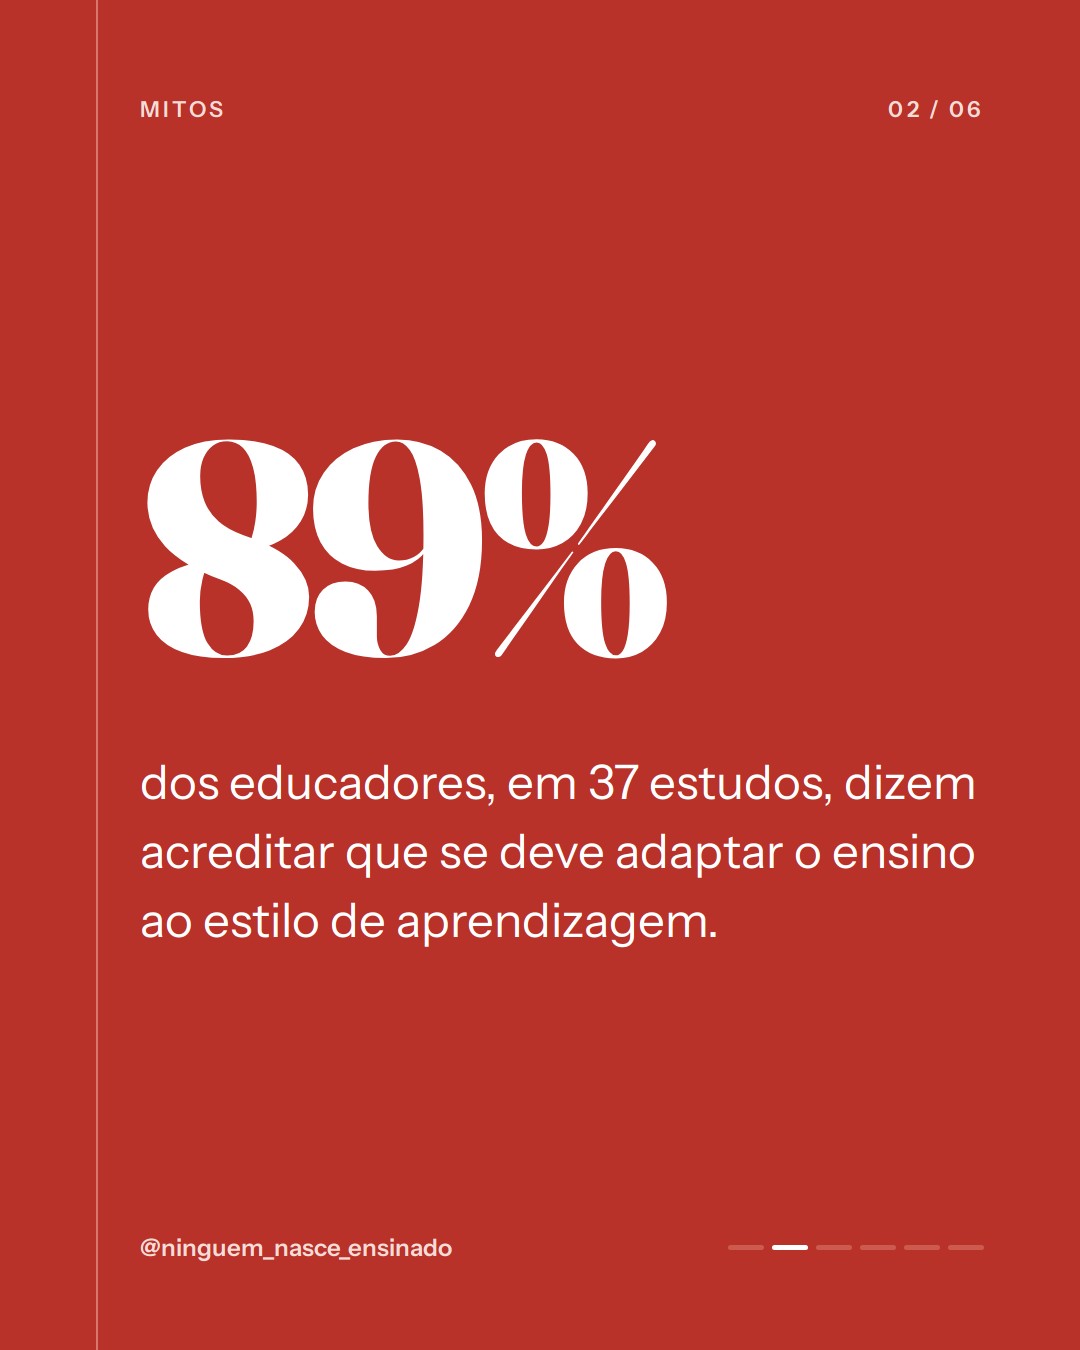 MITOS
02 / 06
89%
dos educadores, em 37 estudos, dizem
acreditar que se deve adaptar o ensino
ao estilo de aprendizagem.
@ninguem_nasce_ensinado